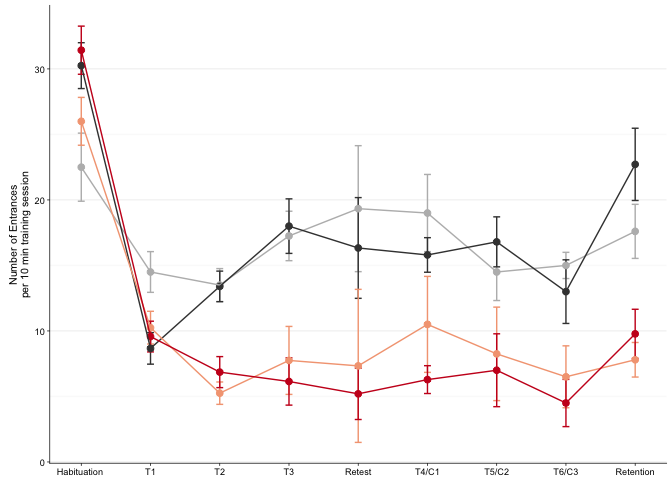 Number of Entrances
per 10 min training session
30
20
10
0
Habituation T1 T2 T3 Retest T4/C1 T5/C2 T6/C3 Retention